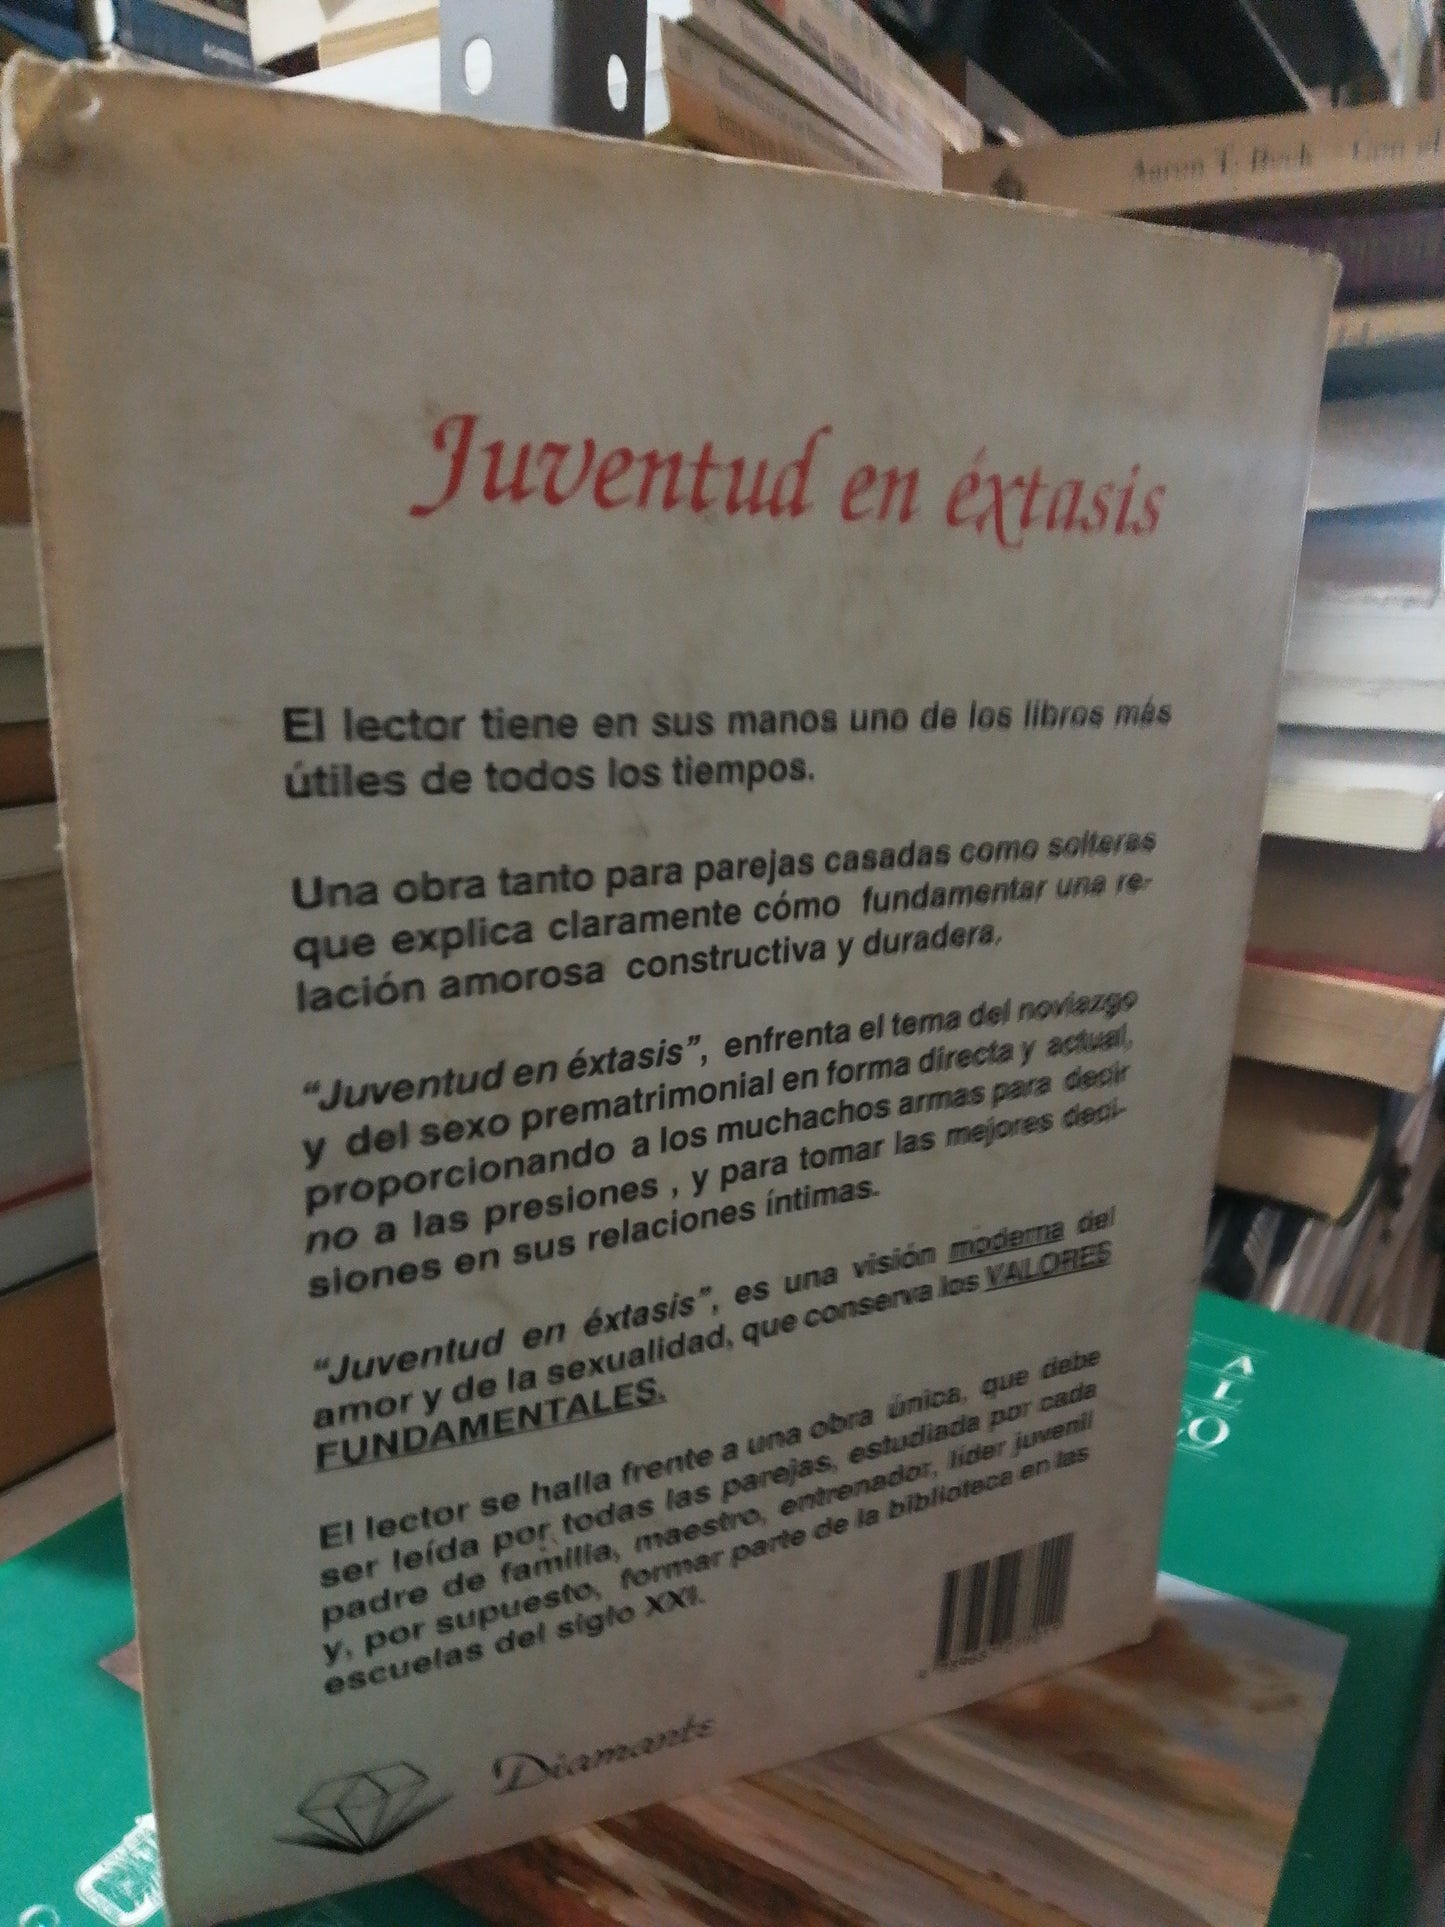 Aaron T. Beck Con el
Juventud en éxtasis
El lector tiene en sus manos uno de los libros más
útiles de todos los tiempos.
Una obra tanto para parejas casadas como solteras
que explica claramente cómo fundamentar una re-
lación amorosa constructiva y duradera.
“Juventud en éxtasis”, enfrenta el tema del noviazgo
y del sexo prematrimonial en forma directa y actual,
proporcionando a los muchachos armas para decir
no a las presiones , y para tomar las mejores deci-
siones en sus relaciones íntimas.
“Juventud en éxtasis”, es una visión moderna del
amor y de la sexualidad, que conserva los VALORES
FUNDAMENTALES.
El lector se halla frente a una obra única, que debe
ser leída por todas las parejas, estudiada por cada
padre de familia, maestro, entrenador, líder juvenil
y, por supuesto, formar parte de la biblioteca en las
escuelas del siglo XXI.
Diamante
A
L
CO